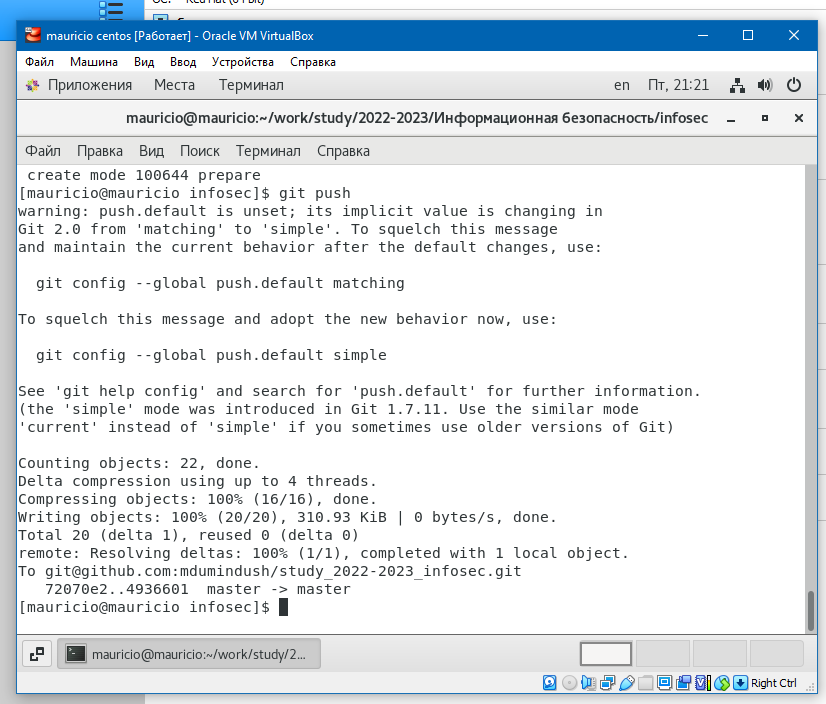 mauricio centos [Работает] - Oracle VM VirtualBox
Файл Машина Вид Ввод Устройства Справка
Приложения Места Терминал en Пт, 21:21
mauricio@mauricio:~/work/study/2022-2023/Информационная безопасность/infosec
Файл Правка Вид Поиск Терминал Справка
create mode 100644 prepare
[mauricio@mauricio infosec]$ git push
warning: push.default is unset; its implicit value is changing in
Git 2.0 from 'matching' to 'simple'. To squelch this message
and maintain the current behavior after the default changes, use:
git config --global push.default matching
To squelch this message and adopt the new behavior now, use:
git config --global push.default simple
See 'git help config' and search for 'push.default' for further information.
(the 'simple' mode was introduced in Git 1.7.11. Use the similar mode
'current' instead of 'simple' if you sometimes use older versions of Git)
Counting objects: 22, done.
Delta compression using up to 4 threads.
Compressing objects: 100% (16/16), done.
Writing objects: 100% (20/20), 310.93 KiB | 0 bytes/s, done.
Total 20 (delta 1), reused 0 (delta 0)
remote: Resolving deltas: 100% (1/1), completed with 1 local object.
To git@github.com:mdumindush/study_2022-2023_infosec.git
72070e2..4936601 master -> master
[mauricio@mauricio infosec]$
mauricio@mauricio:~/work/study/2...
Right Ctrl